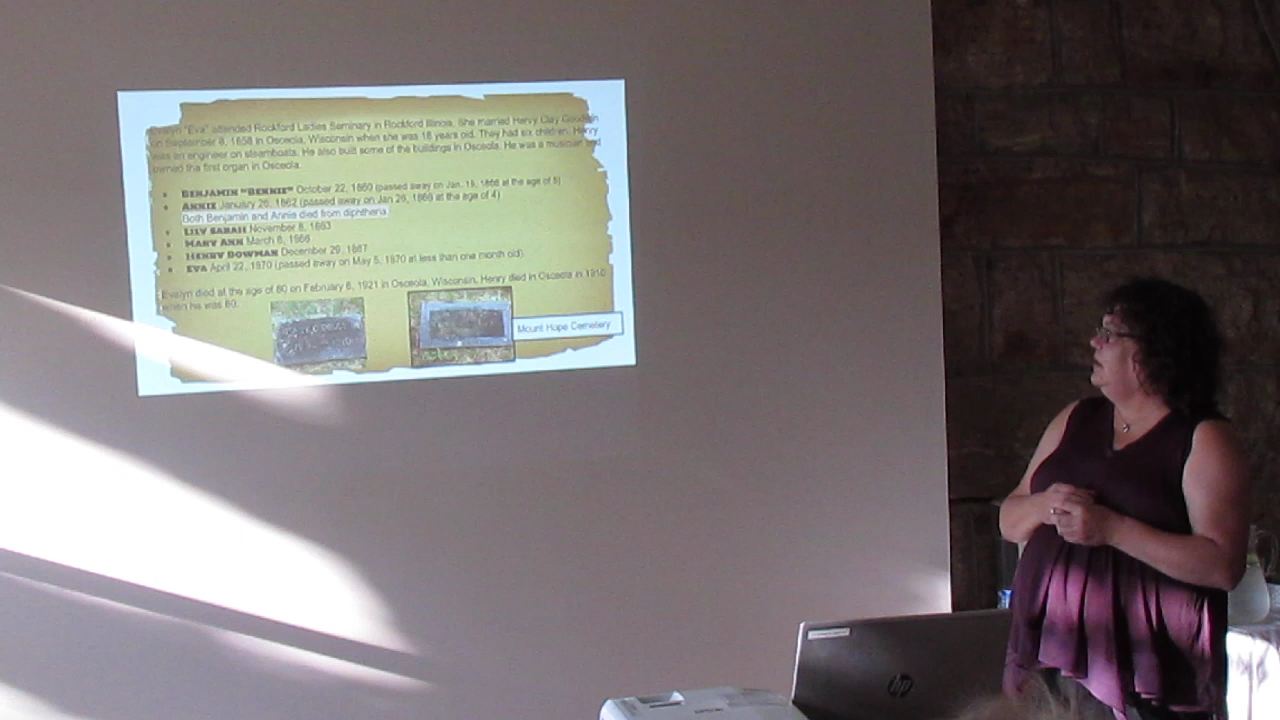 Evelyn "Eva" attended Rockford Ladies Seminary in Rockford Illinois. She married Henry Clay Goodwin
on September 8, 1858 in Osceola, Wisconsin when she was 18 years old. They had six children. Henry
was an engineer on steamboats. He also built some of the buildings in Osceola. He was a musician and
owned the first organ in Osceola.
BENJAMIN "BENNIE" October 22, 1860 (passed away on Jan. 1866 at the age of 5)
ANNIE January 26, 1862 (passed away on Jan 26, 1866 at the age of 4)
Both Benjamin and Annie died from diphtheria.
LILY SARAH November 8, 1863
MARY ANN March 6, 1866
HENRY BOWMAN December 29, 1867
EVA April 22, 1870 (passed away on May 5, 1870 at less than one month old)
Evelyn died at the age of 80 on February 6, 1921 in Osceola, Wisconsin. Henry died in Osceola in 1910
when he was 80.
Mount Hope Cemetery
hp
EPSON